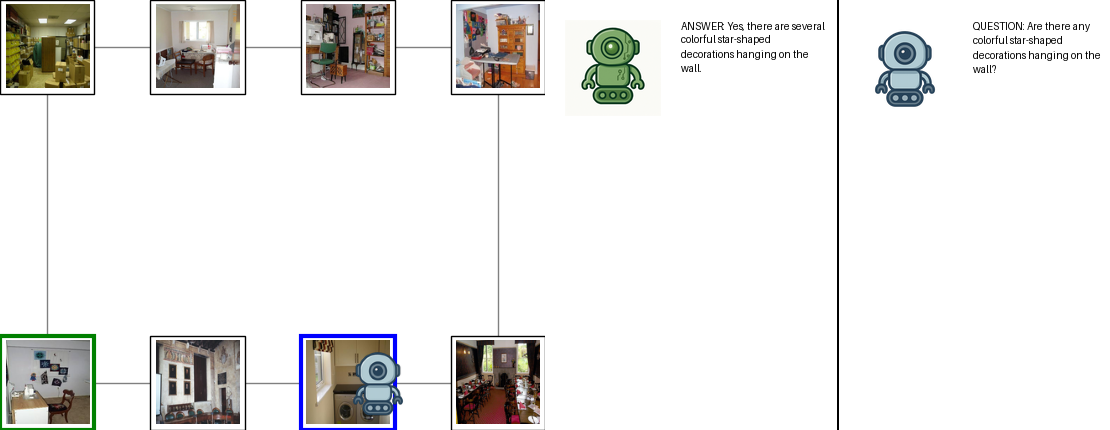 ANSWER: Yes, there are several
colorful star-shaped
decorations hanging on the
wall.
QUESTION: Are there any
colorful star-shaped
decorations hanging on the
wall?